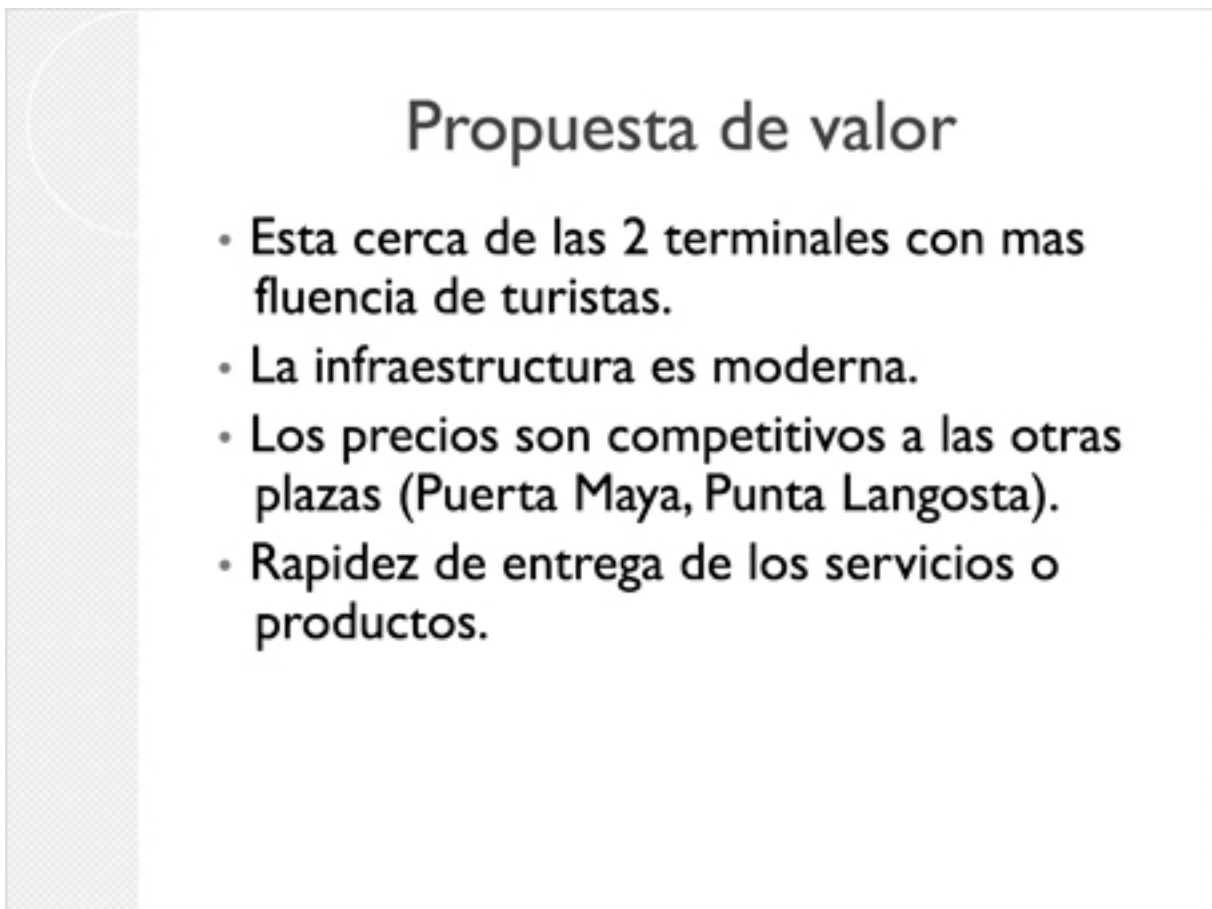 Propuesta de valor
• Esta cerca de las 2 terminales con mas
fluencia de turistas.
• La infraestructura es moderna.
• Los precios son competitivos a las otras
plazas (Puerta Maya, Punta Langosta).
• Rapidez de entrega de los servicios o
productos.